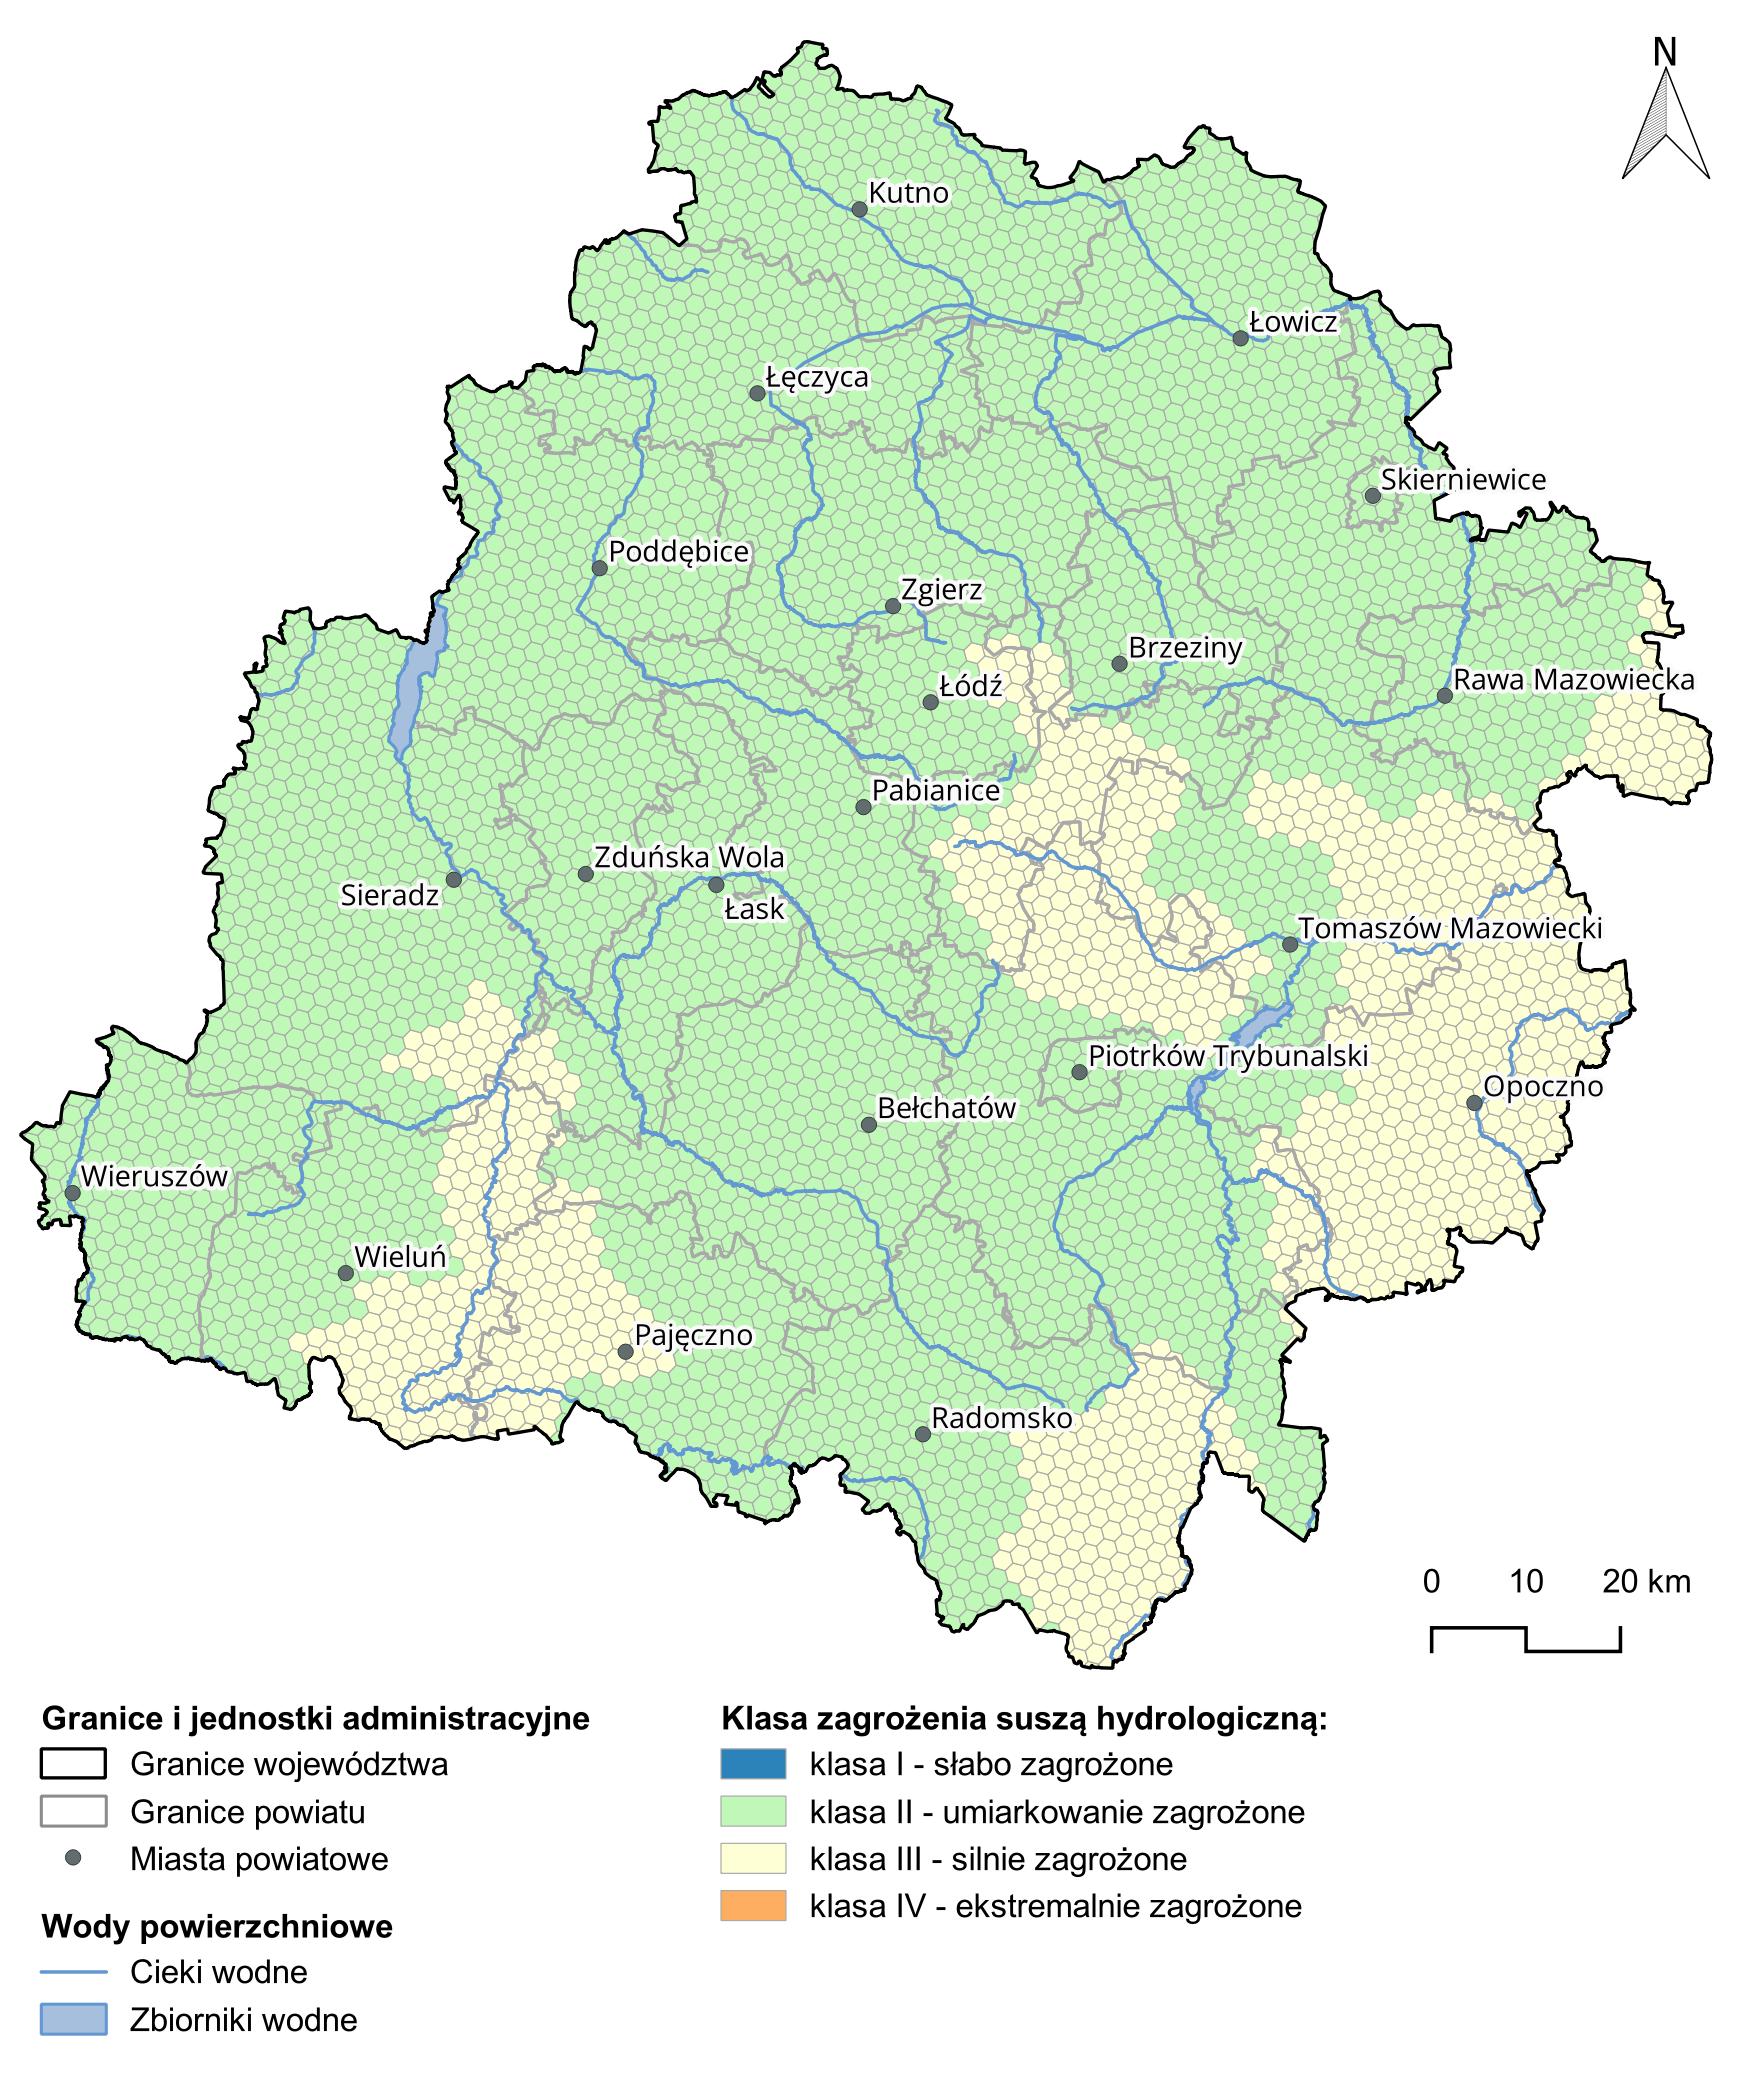 N
Kutno
Łowicz
Łęczyca
Skierniewice
Poddębice
Zgierz
Brzeziny
Rawa Mazowiecka
Łódź
Pabianice
Zduńska Wola
Sieradz
Łask
Tomaszów Mazowiecki
Piotrków Trybunalski
Opoczno
Bełchatów
Wieruszów
Wieluń
Pajęczno
Radomsko
0 10 20 km
Granice i jednostki administracyjne
Granice województwa
Granice powiatu
Miasta powiatowe
Wody powierzchniowe
Cieki wodne
Zbiorniki wodne
Klasa zagrożenia suszą hydrologiczną:
klasa I - słabo zagrożone
klasa II - umiarkowanie zagrożone
klasa III - silnie zagrożone
klasa IV - ekstremalnie zagrożone